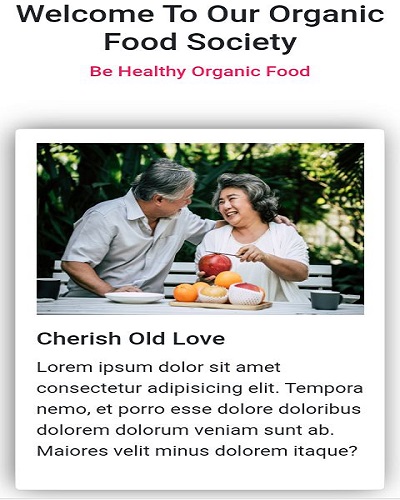 Welcome To Our Organic
Food Society
Be Healthy Organic Food
Cherish Old Love
Lorem ipsum dolor sit amet
consectetur adipisicing elit. Tempora
nemo, et porro esse dolore doloribus
dolorem dolorum veniam sunt ab.
Maiores velit minus dolorem itaque?